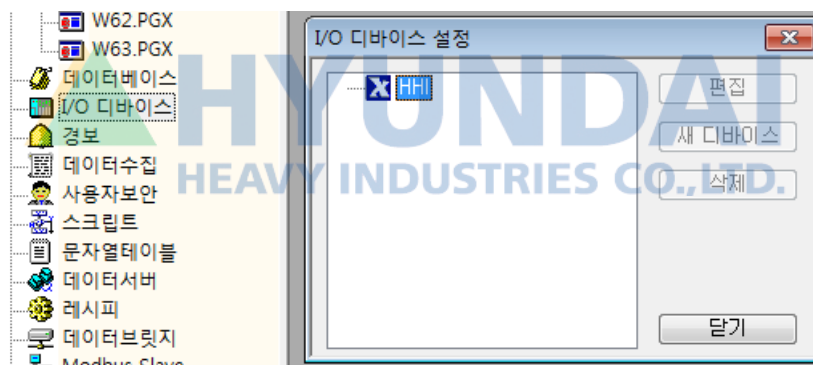 W62.PGX
W63.PGX
데이터베이스
I/O 디바이스
경보
데이터수집
사용자보안
스크립트
문자열테이블
데이터서버
레시피
데이터브릿지
Modbus Slave
I/O 디바이스 설정
HHI
편집
새 디바이스
삭제
닫기
HYUNDAI
HEAVY INDUSTRIES CO., LTD.